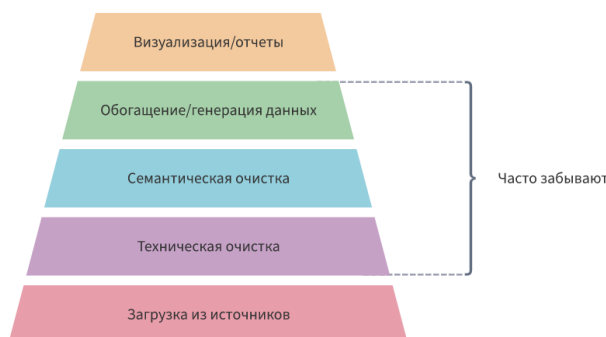 Визуализация/отчеты
Обогащение/генерация данных
Семантическая очистка
Часто забывают
Техническая очистка
Загрузка из источников